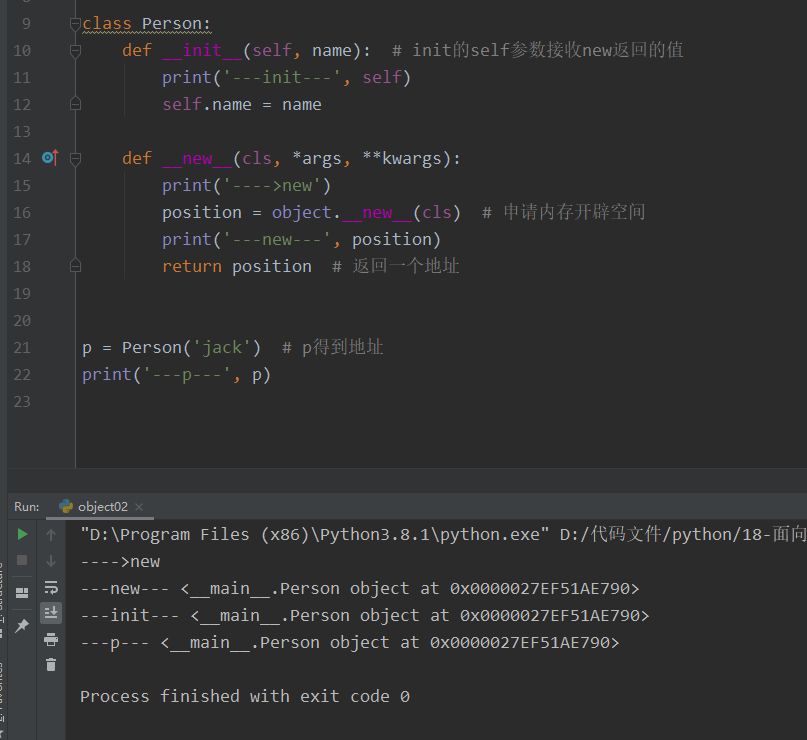 9 class Person:
10 def __init__(self, name): # init的self参数接收new返回的值
11 print('---init---', self)
12 self.name = name
13
14 def __new__(cls, *args, **kwargs):
15 print('---->new')
16 position = object.__new__(cls) # 申请内存开辟空间
17 print('---new---', position)
18 return position # 返回一个地址
19
20
21 p = Person('jack') # p得到地址
22 print('---p---', p)
23
Run: object02
"D:\Program Files (x86)\Python3.8.1\python.exe" D:/代码文件/python/18-面向
---->new
---new--- <__main__.Person object at 0x0000027EF51AE790>
---init--- <__main__.Person object at 0x0000027EF51AE790>
---p--- <__main__.Person object at 0x0000027EF51AE790>
Process finished with exit code 0